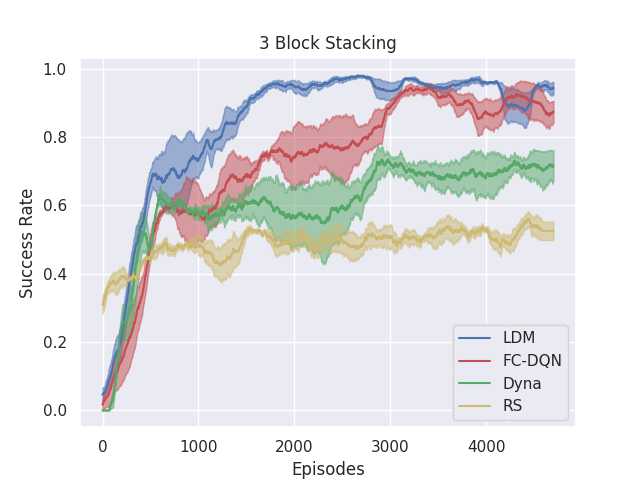 3 Block Stacking
Success Rate
1.0
0.8
0.6
0.4
0.2
0.0
0 1000 2000 3000 4000
Episodes
LDM
FC-DQN
Dyna
RS